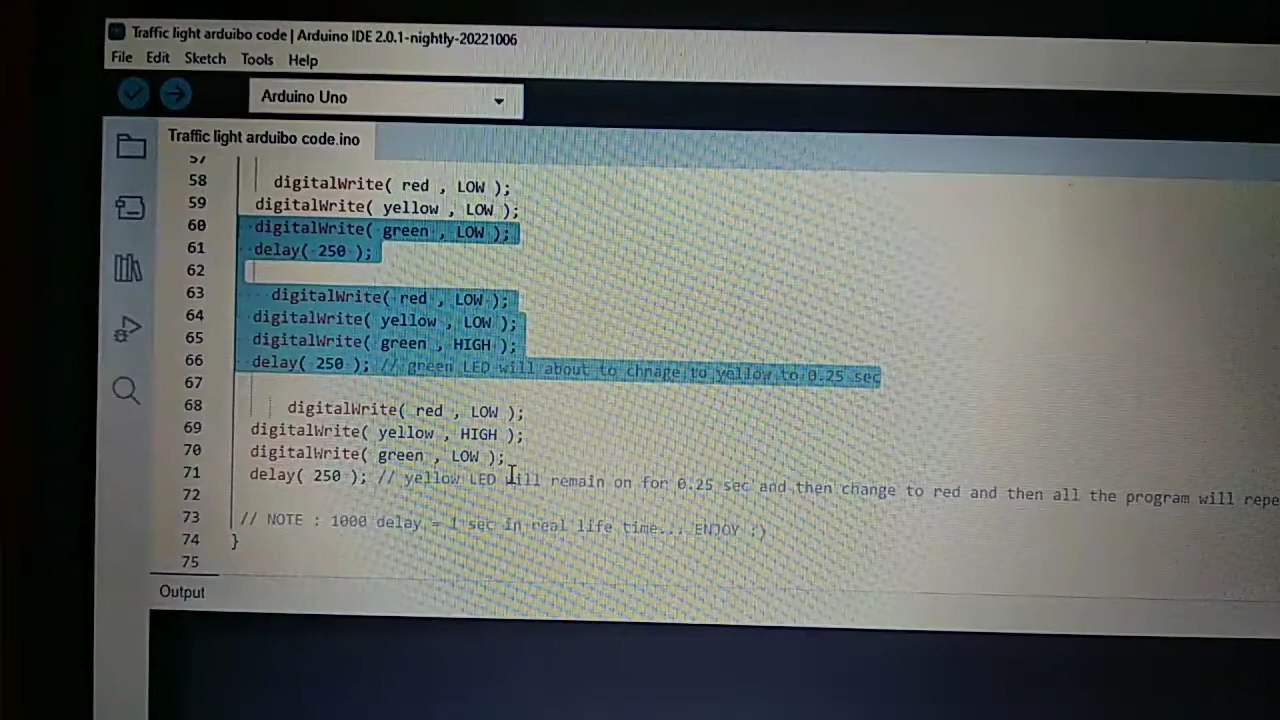 Traffic light arduibo code | Arduino IDE 2.0.1-nightly-20221006
File Edit Sketch Tools Help
Arduino Uno
Traffic light arduibo code.ino
57
58 digitalWrite( red , LOW );
59 digitalWrite( yellow , LOW );
60 digitalWrite( green , LOW );
61 delay( 250 );
62
63 digitalWrite( red , LOW );
64 digitalWrite( yellow , LOW );
65 digitalWrite( green , HIGH );
66 delay( 250 ); // green LED will about to chnage to yellow to 0.25 sec
67
68 digitalWrite( red , LOW );
69 digitalWrite( yellow , HIGH );
70 digitalWrite( green , LOW );
71 delay( 250 ); // yellow LED will remain on for 0.25 sec and then change to red and then all the program will repe
72
73 // NOTE : 1000 delay = 1 sec in real life time... ENJOY :)
74 }
75
Output